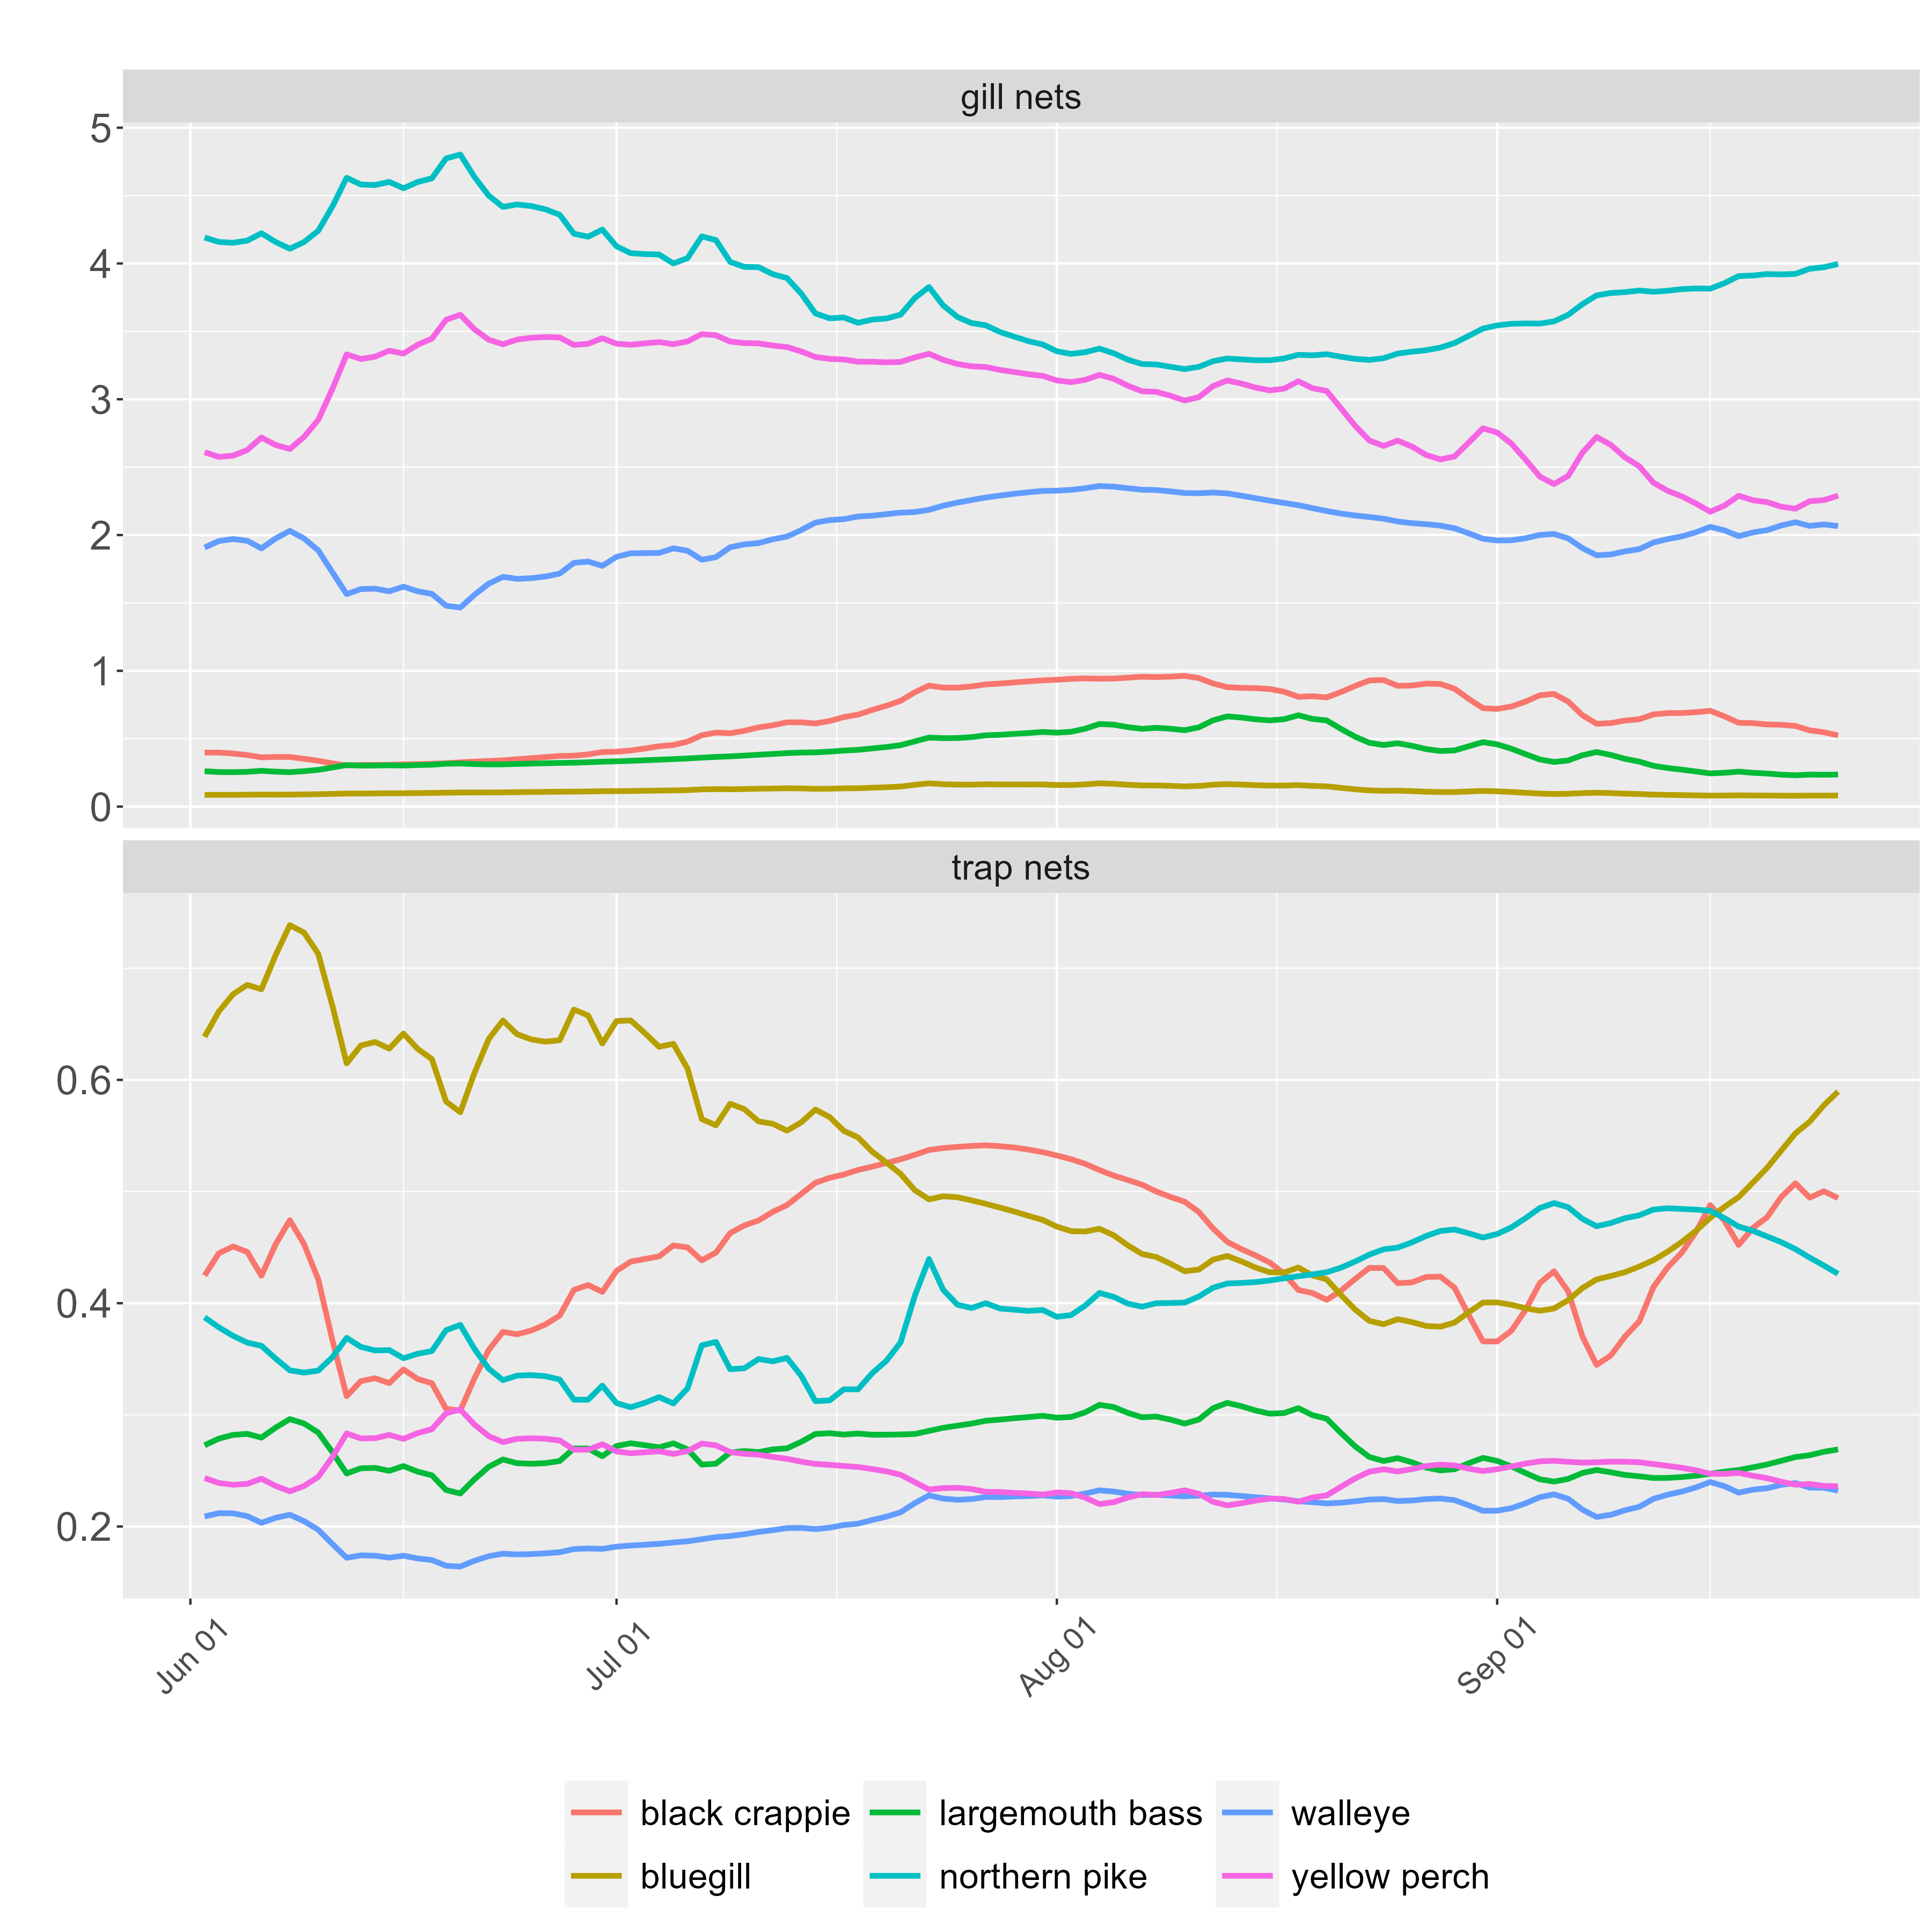 gill nets
5
4
3
2
1
0
trap nets
0.6
0.4
0.2
Jun 01 Jul 01 Aug 01 Sep 01
black crappie largemouth bass walleye
bluegill northern pike yellow perch